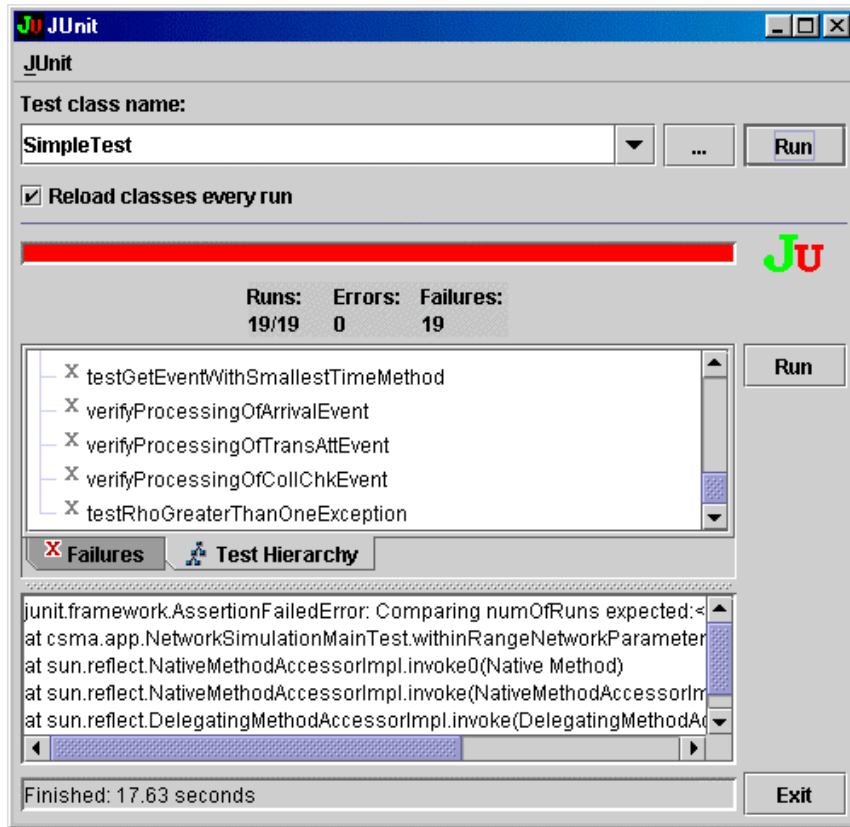 JU JUnit
JUnit
Test class name:
SimpleTest
...
Run
Reload classes every run
JU
Runs: Errors: Failures:
19/19 0 19
Run
X testGetEventWithSmallestTimeMethod
X verifyProcessingOfArrivalEvent
X verifyProcessingOfTransAttEvent
X verifyProcessingOfCollChkEvent
X testRhoGreaterThanOneException
X Failures
Test Hierarchy
junit.framework.AssertionFailedError: Comparing numOfRuns expected:<
at csma.app.NetworkSimulationMainTest.withinRangeNetworkParameter
at sun.reflect.NativeMethodAccessorImpl.invoke0(Native Method)
at sun.reflect.NativeMethodAccessorImpl.invoke(NativeMethodAccessorIm
at sun.reflect.DelegatingMethodAccessorImpl.invoke(DelegatingMethodAc
Finished: 17.63 seconds
Exit